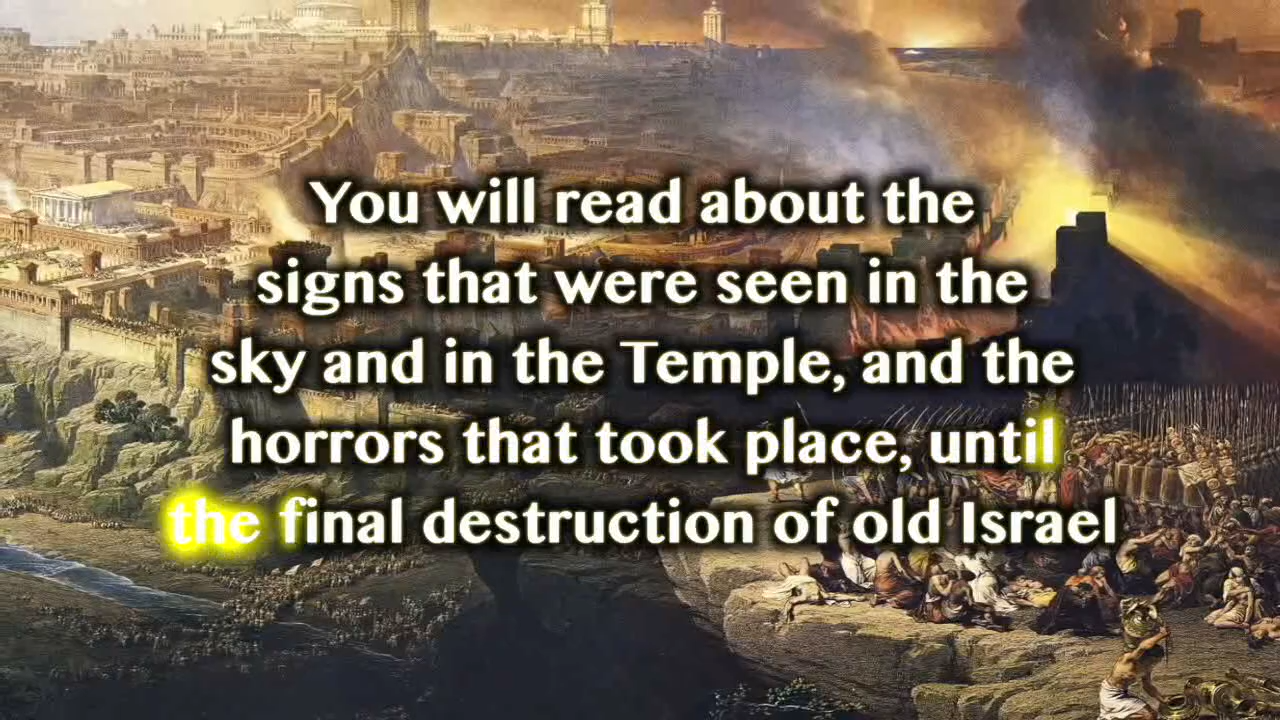 You will read about the
signs that were seen in the
sky and in the Temple, and the
horrors that took place, until
the final destruction of old Israel